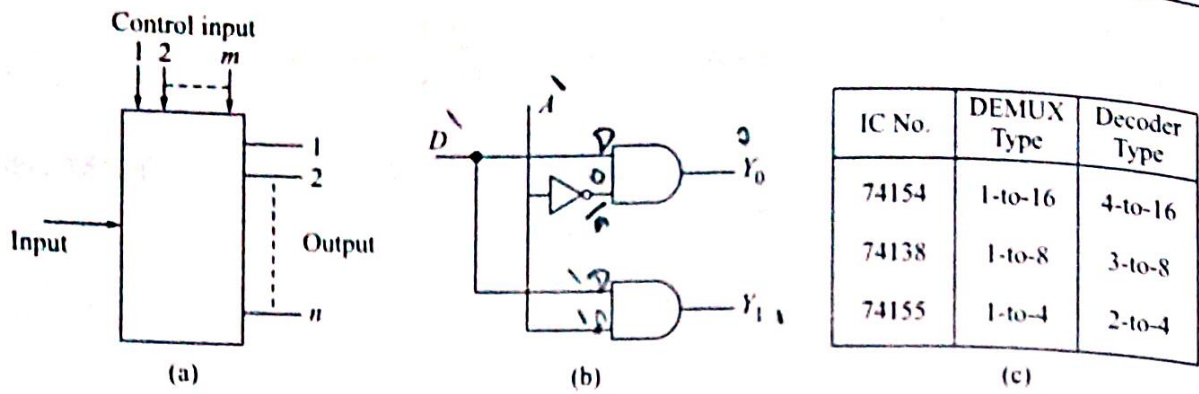 Control input
1 2 m
1
2
Input
Output
n
(a)
A
D
D
0
Y0
D
Y1
(b)
IC No. DEMUX Type Decoder Type
74154 1-to-16 4-to-16
74138 1-to-8 3-to-8
74155 1-to-4 2-to-4
(c)